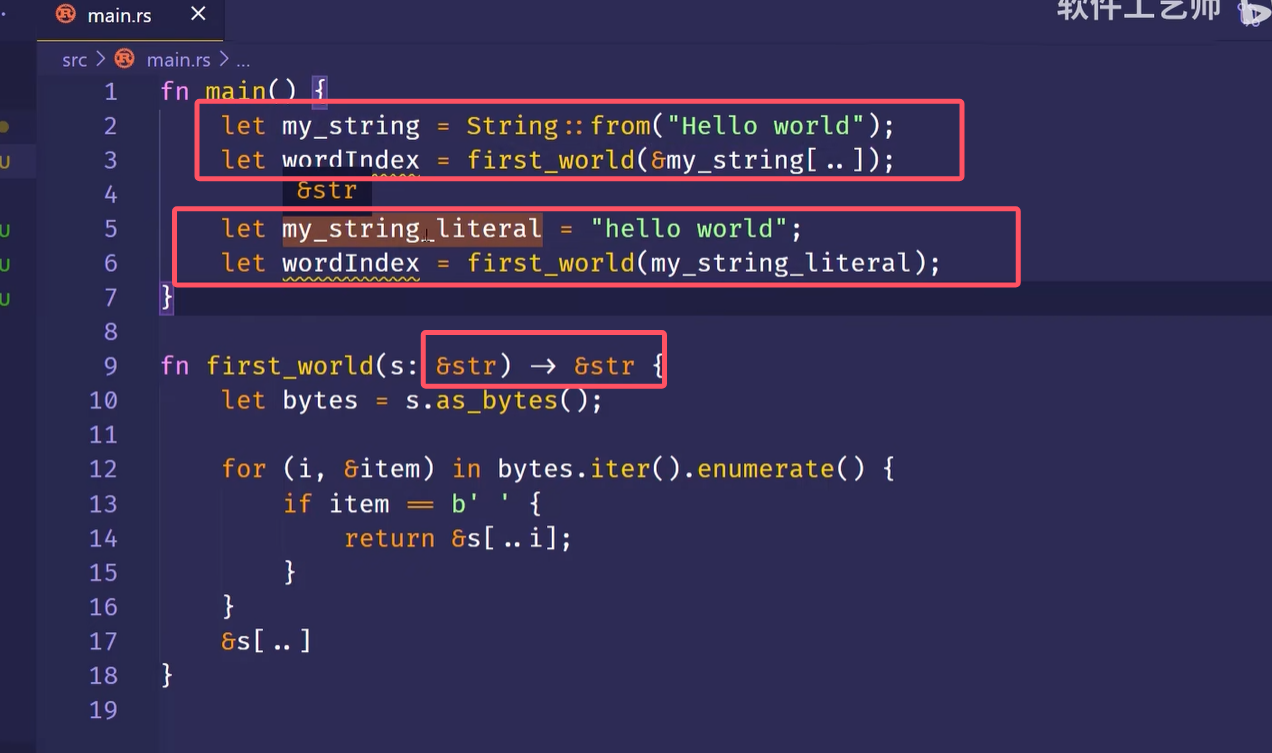 main.rs ×
软件工艺师
src > main.rs > ...
1 fn main() {
2 let my_string = String::from("Hello world");
3 let wordIndex = first_world(&my_string[..]);
&str
4
5 let my_string_literal = "hello world";
6 let wordIndex = first_world(my_string_literal);
7 }
8
9 fn first_world(s: &str) -> &str {
10 let bytes = s.as_bytes();
11
12 for (i, &item) in bytes.iter().enumerate() {
13 if item == b' ' {
14 return &s[..i];
15 }
16 }
17 &s[..]
18 }
19
U
U
U
U